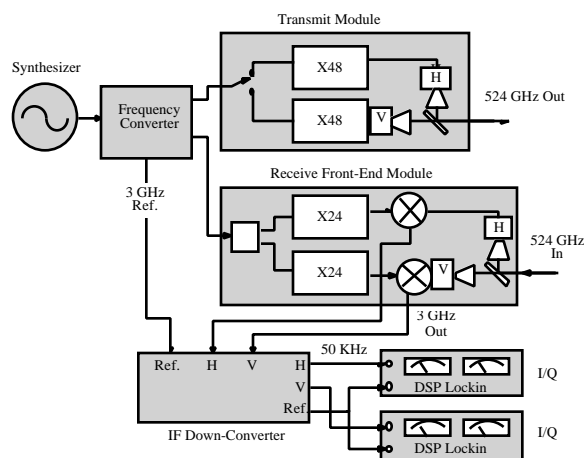 Transmit Module
Synthesizer
X48
H
524 GHz Out
Frequency
Converter
X48
V
3 GHz
Ref.
Receive Front-End Module
X24
H
524 GHz
In
X24
V
3 GHz
Out
50 KHz
Ref.
H
V
H
V
Ref.
DSP Lockin
I/Q
IF Down-Converter
DSP Lockin
I/Q